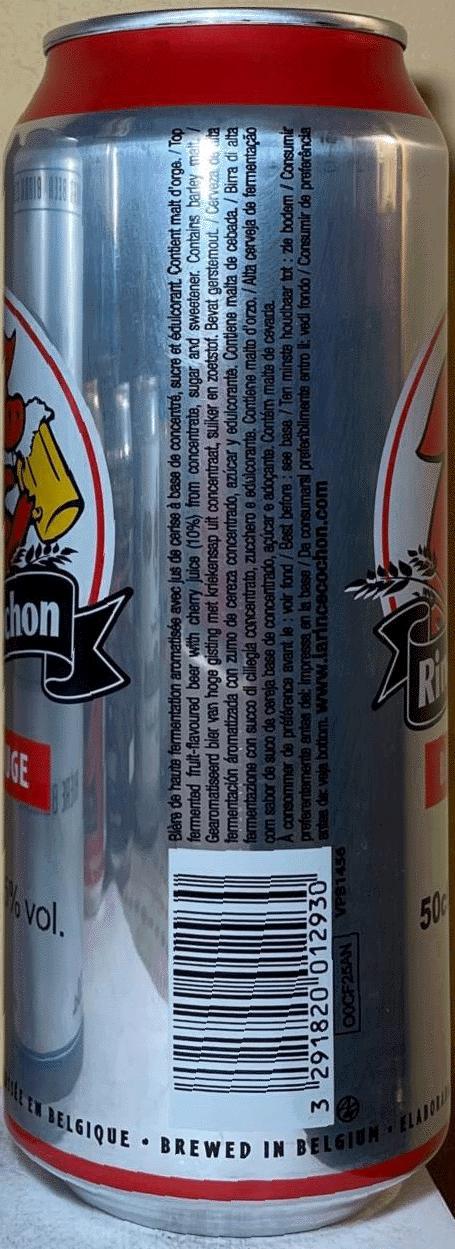 Bière de haute fermentation aromatisée avec jus de cerise à base de concentré, sucre et édulcorant. Contient malt d'orge. / Top
fermented fruit-flavoured beer with cherry juice (10%) from concentrate, sugar and sweetener. Contains barley malt. /
Gearomatiseerd bier van hoge gisting met kriekensap uit concentraat, suiker en zoetstof. Bevat gerstemout. / Cerveza de alta
fermentación aromatizada con zumo de cereza concentrado, azúcar y edulcorante. Contiene malta de cebada. / Birra di alta
fermentazione con succo di ciliegia concentrato, zucchero e edulcorante. Contiene malto d'orzo. / Alta cerveja de fermentação
com sabor de suco de cereja base de concentrado, açúcar e adoçante. Contém malte de cevada.
A consommer de préférence avant le : voir fond / Best before : see base / Ten minste houdbaar tot : zie bodem / Consumir
preferentemente antes del: impresa en la base / Da consumarsi preferibilmente entro il: vedi fondo / Consumir de preferência
antes de: veja bottom. www.larincecochon.com
3 291820 012930
OOCF25AN
VPB1456
chon
UGE
% vol.
Rin
50c
EN BELGIQUE • BREWED IN BELGIUM • ELABORA